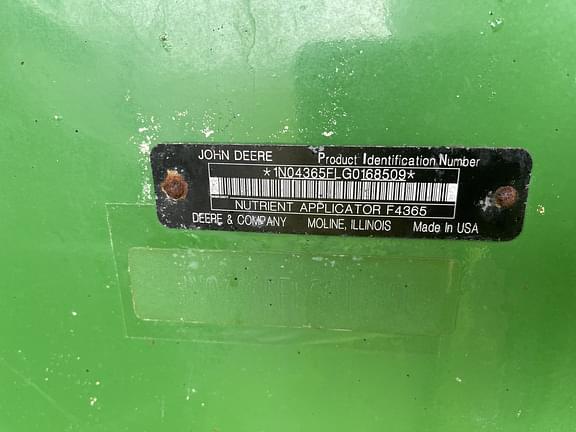 JOHN DEERE Product Identification Number
*1N04365FLG0168509*
NUTRIENT APPLICATOR F4365
DEERE & COMPANY MOLINE, ILLINOIS Made In USA